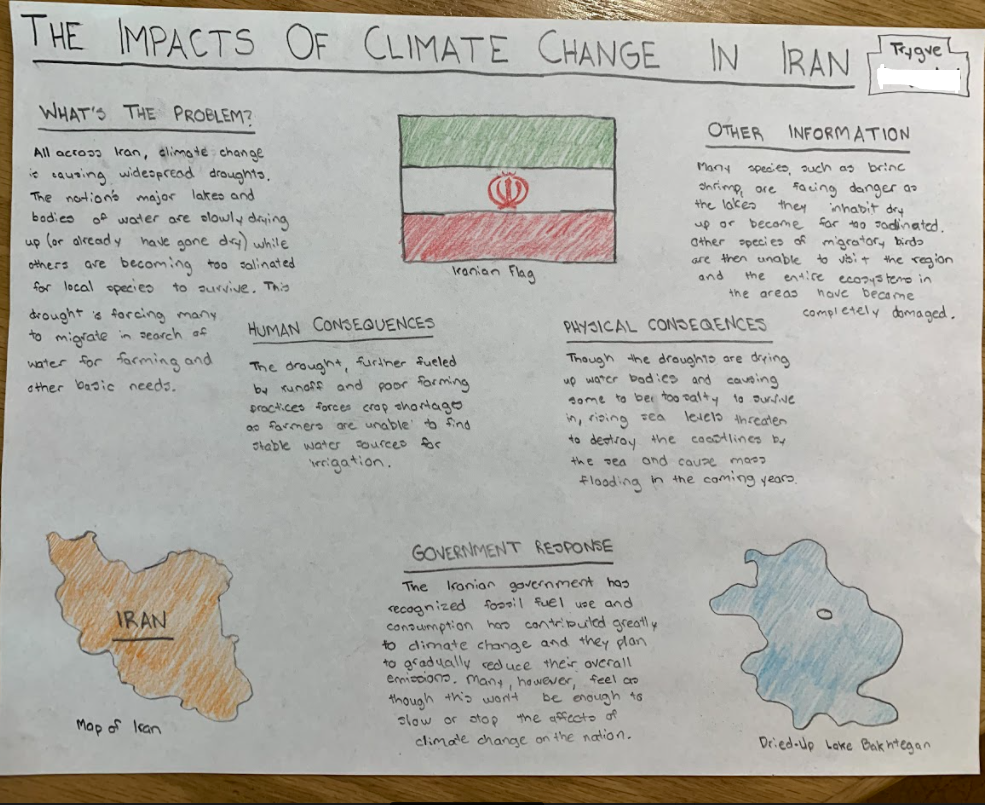 THE IMPACTS OF CLIMATE CHANGE IN IRAN
Trygve
WHAT'S THE PROBLEM?
All across Iran, climate change
is causing widespread droughts.
The nation's major lakes and
bodies of water are slowly drying
up (or already have gone dry) while
others are becoming too salinated
for local species to survive. This
drought is forcing many
to migrate in search of
water for farming and
other basic needs.
Iranian Flag
OTHER INFORMATION
Many species, such as brine
shrimp, are facing danger as
the lakes they inhabit dry
up or become far too sadinated.
Other species of migratory birds
are then unable to visit the region
and the entire ecosystems in
the areas have become
completely damaged.
HUMAN CONSEQUENCES
The drought, further fueled
by runoff and poor farming
practices forces crop shortages
as farmers are unable to find
stable water sources for
irrigation.
PHYSICAL CONSEQENCES
Though the droughts are drying
up water bodies and causing
some to be too salty to survive
in, rising sea levels threaten
to destroy the coastlines by
the sea and cause mass
flooding in the coming years.
IRAN
Map of Iran
GOVERNMENT RESPONSE
The Iranian government has
recognized fossil fuel use and
consumption has contributed greatly
to climate change and they plan
to gradually reduce their overall
emissions. Many, however, feel as
though this won't be enough to
slow or stop the affects of
climate change on the nation.
Dried-Up Lake Bakhtegan